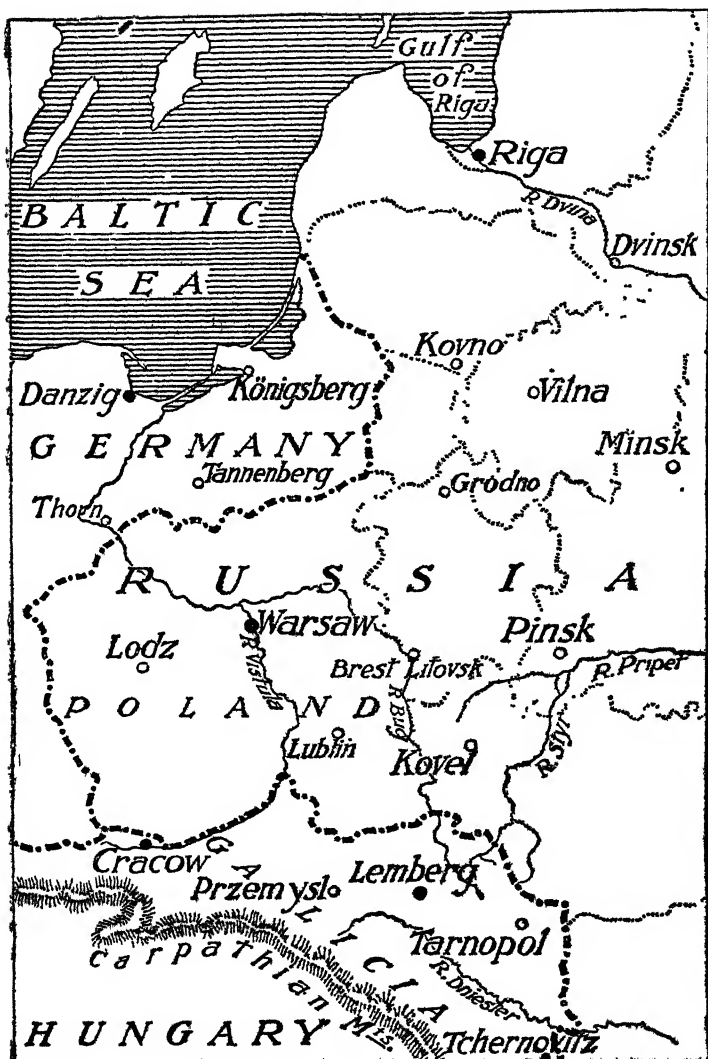 Gulf
of
Riga
Riga
BALTIC
R. Dvina
Dvinsk
SEA
Kovno
Königsberg
Danzig
Vilna
GERMANY
Minsk
Tannenberg
Grodno
Thorn
RUSSIA
Warsaw
Lodz
Pinsk
R. Vistula
Brest Litovsk
R. Pripet
POLAND
R. Bug
R. Styr
Lublin
Kovel
Cracow
GALICIA
Przemysl
Lemberg
Tarnopol
Carpathian Mts.
R. Dniester
HUNGARY
Tchernovitz